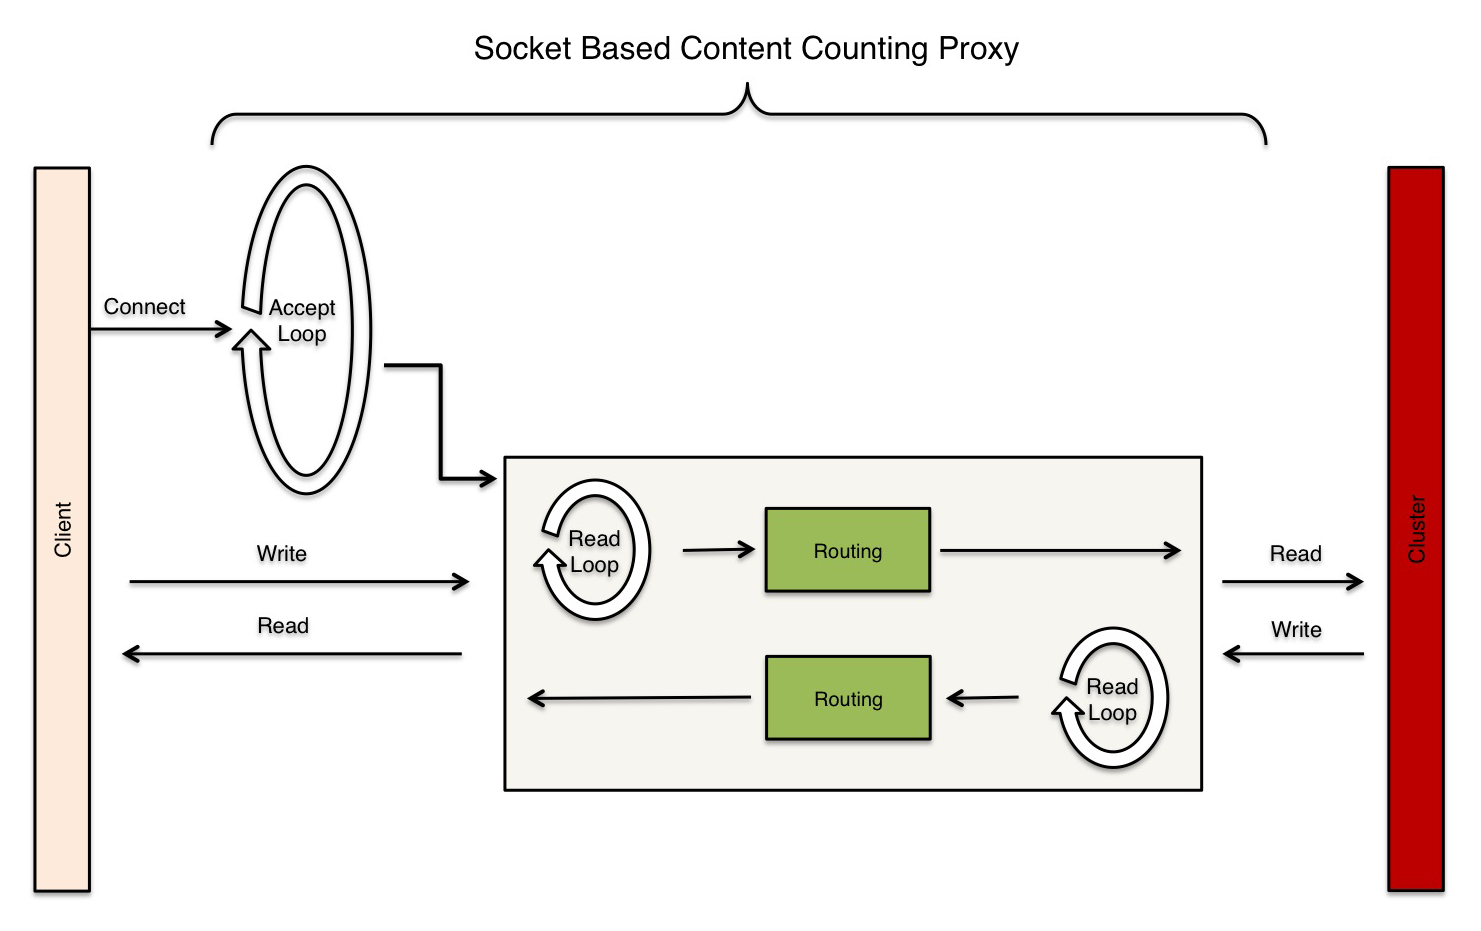 Socket Based Content Counting Proxy
Connect
Accept
Loop
Client
Write
Read
Read
Loop
Routing
Routing
Read
Loop
Read
Write
Cluster